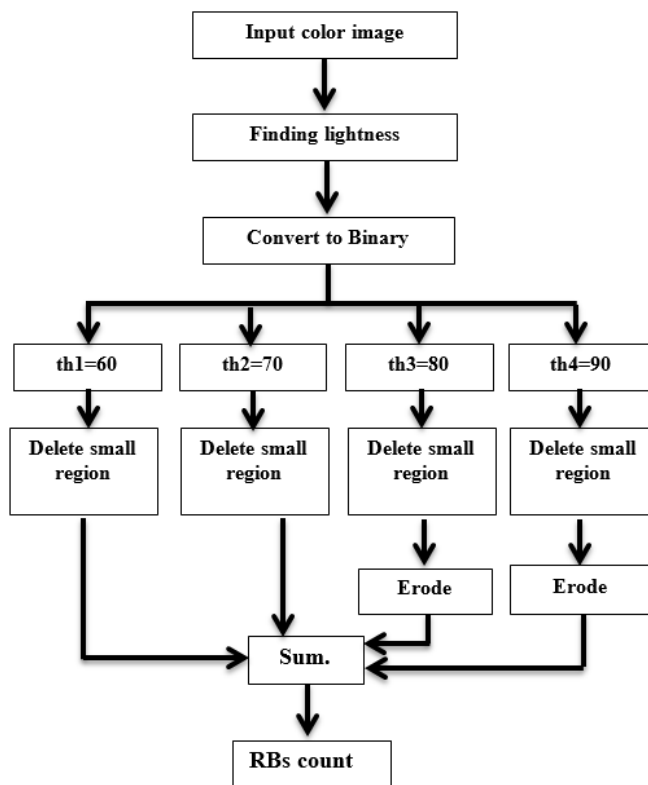 Input color image
Finding lightness
Convert to Binary
th1=60
th2=70
th3=80
th4=90
Delete small
region
Delete small
region
Delete small
region
Delete small
region
Erode
Erode
Sum.
RBs count